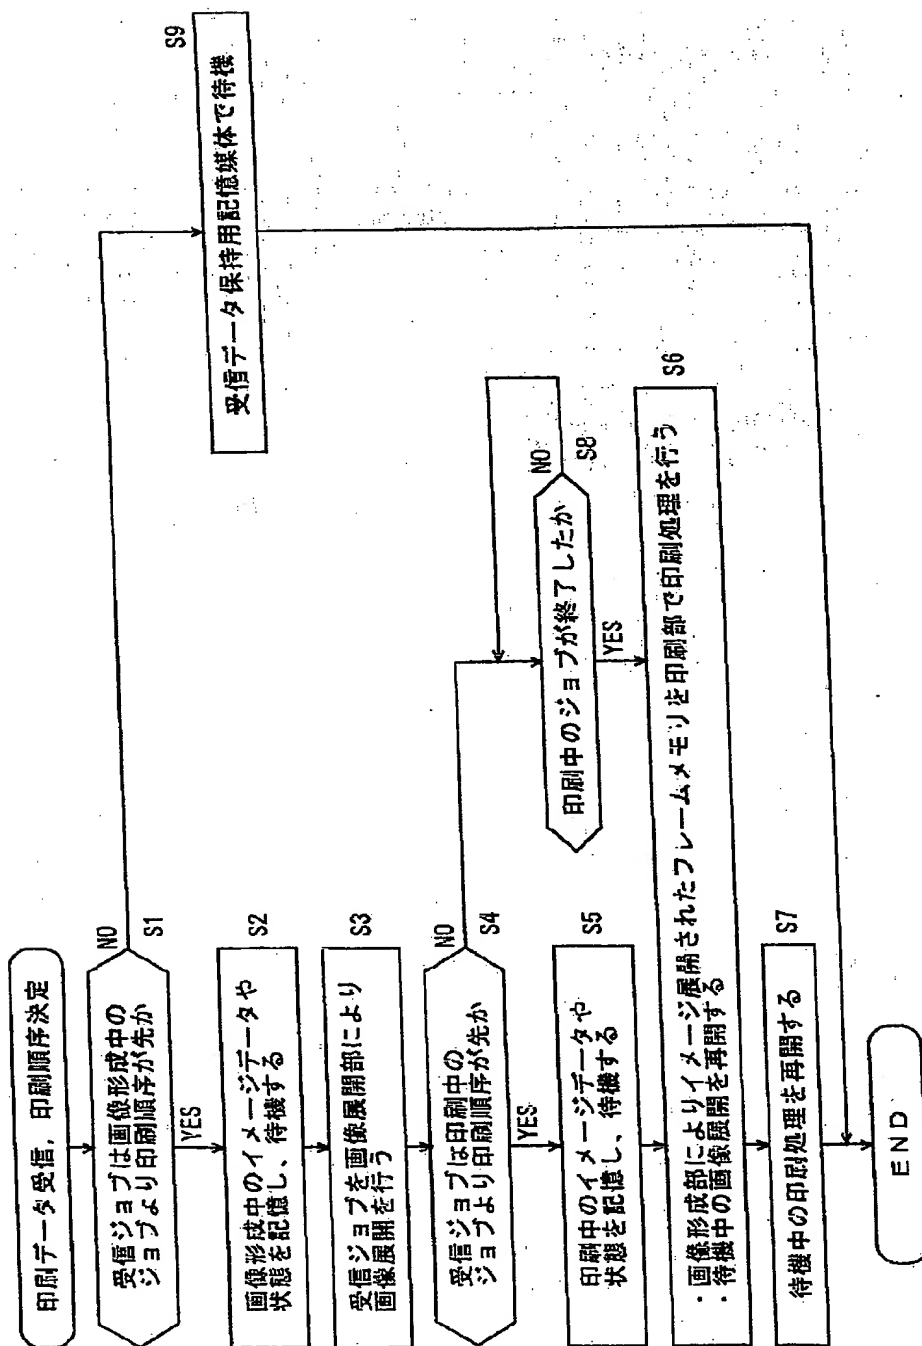 印刷データ受信，印刷順序決定
受信ジョブは画像形成中の
ジョブより印刷順序が先か
NO
S1
YES
画像形成中のイメージデータや
状態を記憶し、待機する
S2
受信ジョブを画像展開部により
画像展開を行う
S3
受信ジョブは印刷中の
ジョブより印刷順序が先か
NO
S4
YES
印刷中のイメージデータや
状態を記憶し、待機する
S5
印刷中のジョブが終了したか
NO
S8
YES
・画像形成部によりイメージ展開されたフレームメモリを印刷部で印刷処理を行う
・待機中の画像展開を再開する
S6
待機中の印刷処理を再開する
S7
受信データ保持用記憶媒体で待機
S9
END